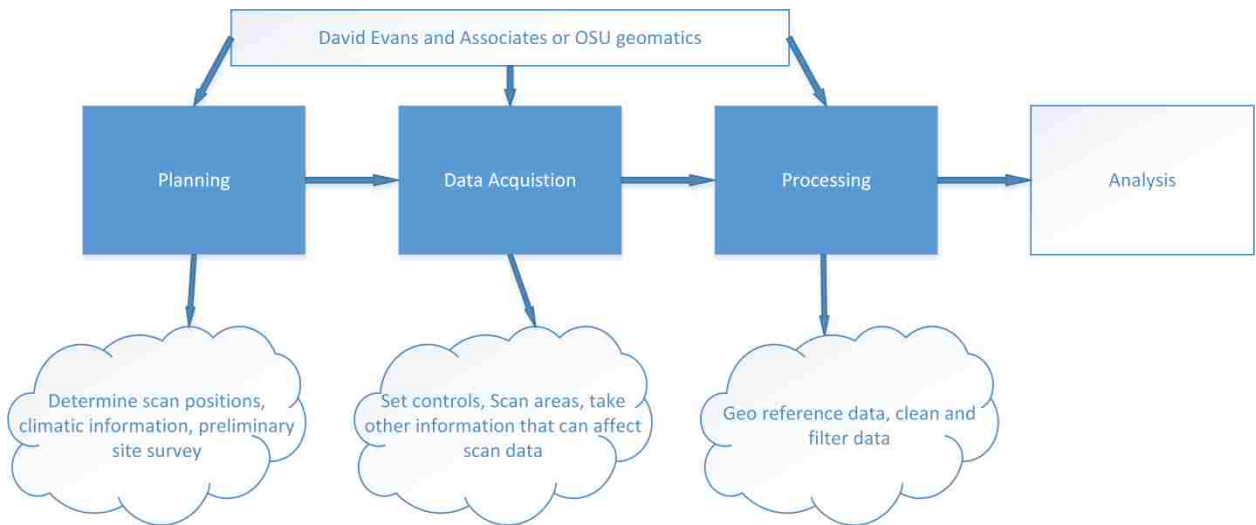 David Evans and Associates or OSU geomatics
Planning
Data Acquistion
Processing
Analysis
Determine scan positions,
climatic information, preliminary
site survey
Set controls, Scan areas, take
other information that can affect
scan data
Geo reference data, clean and
filter data